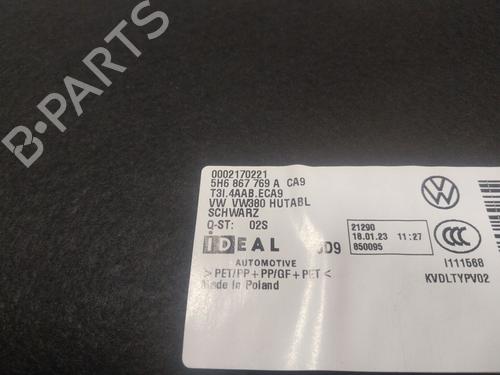 0002170221
5H6 867 769 A CA9
T3I.4AAB.ECA9
VW VW380 HUTABL
SCHWARZ
Q-ST: 02S
IDEAL
AUTOMOTIVE
D9
> PET/PP + PP/GF + PET <
Made in Poland
21290
18.01.23 11:27
850095
I111568
KVDLTYPV02
B-PARTS